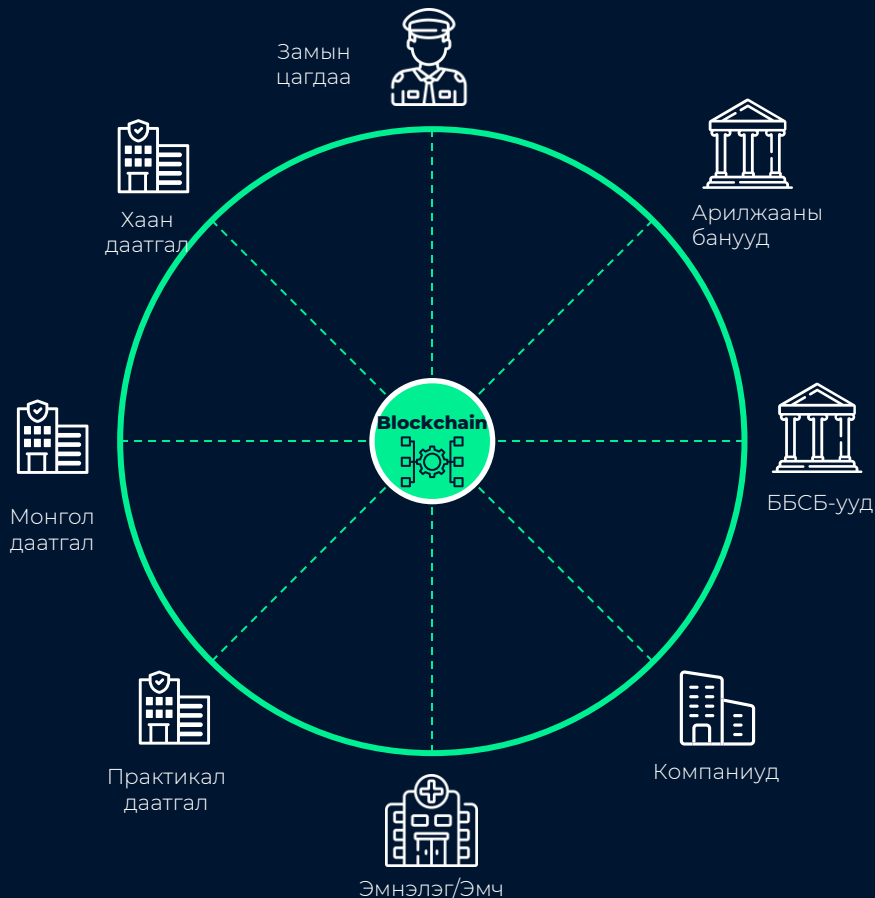 Замын
цагдаа
Арилжааны
банууд
Хаан
даатгал
Blockchain
ББСБ-ууд
Монгол
даатгал
Компаниуд
Практикал
даатгал
Эмнэлэг/Эмч